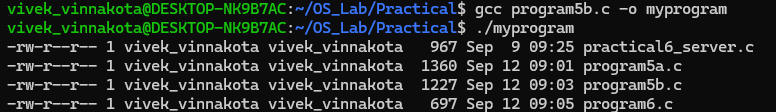 vivek_vinnakota@DESKTOP-NK9B7AC:~/OS_Lab/Practical$ gcc program5b.c -o myprogram
vivek_vinnakota@DESKTOP-NK9B7AC:~/OS_Lab/Practical$ ./myprogram
-rw-r--r-- 1 vivek_vinnakota vivek_vinnakota   967 Sep  9 09:25 practical6_server.c
-rw-r--r-- 1 vivek_vinnakota vivek_vinnakota  1360 Sep 12 09:01 program5a.c
-rw-r--r-- 1 vivek_vinnakota vivek_vinnakota  1227 Sep 12 09:03 program5b.c
-rw-r--r-- 1 vivek_vinnakota vivek_vinnakota   697 Sep 12 09:05 program6.c